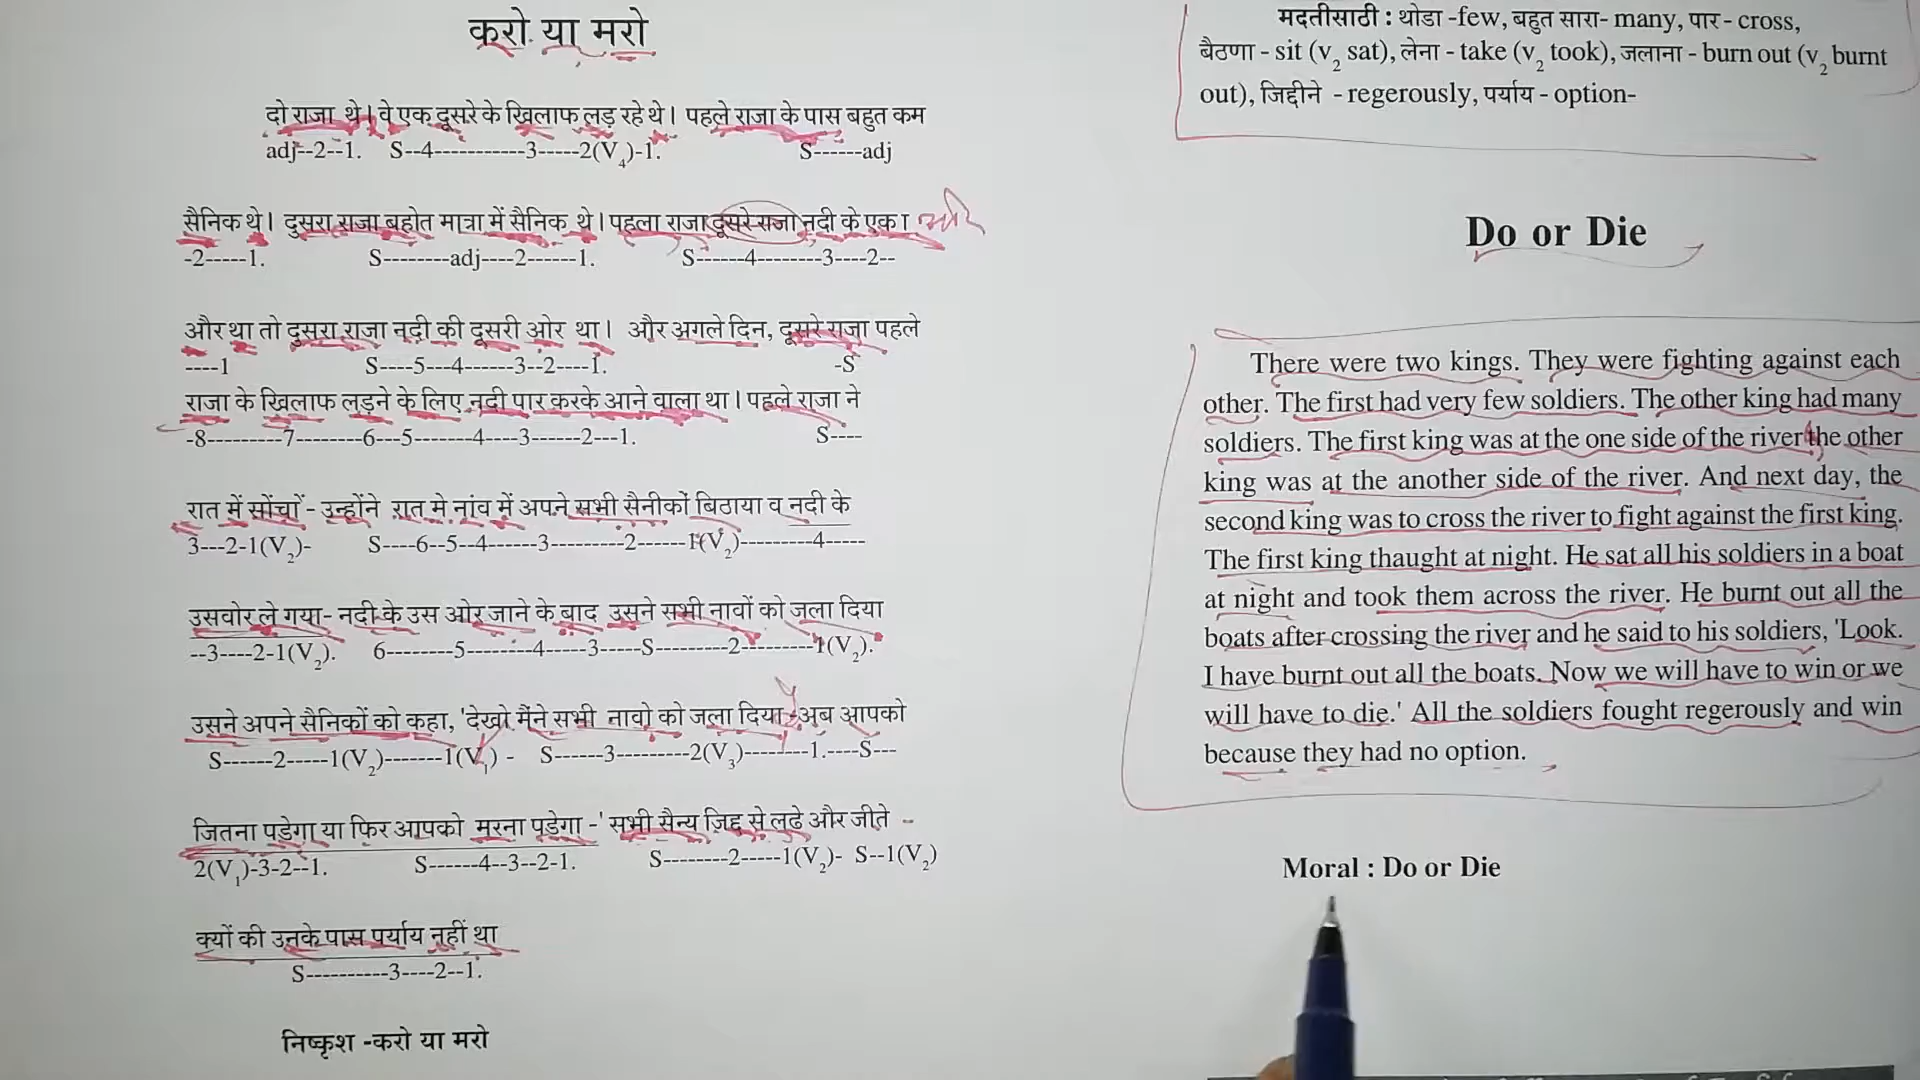 करो या मरो
दो राजा थे। वे एक दूसरे के खिलाफ लड़ रहे थे। पहले राजा के पास बहुत कम
adj--2--1. S--4-----------3-----2(V₄)-1. S------adj
सैनिक थे। दुसरा राजा बहोत मात्रा में सैनिक थे। पहला राजा दूसरे राजा नदी के एक ।
-2-----1. S--------adj----2------1. S------4--------3----2--
और था तो दुसरा राजा नदी की दूसरी ओर था। और अगले दिन, दूसरे राजा पहले
----1 S----5---4------3--2----1. -S
राजा के खिलाफ लड़ने के लिए नदी पार करके आने वाला था। पहले राजा ने
-8---------7--------6---5-------4----3------2---1. S----
रात में सोंचों - उन्होंने रात मे नांव में अपने सभी सैनीकों बिठाया व नदी के
3---2-1(V₂)- S----6--5--4------3---------2------1(V₂)---------4-----
उसवोर ले गया- नदी के उस ओर जाने के बाद उसने सभी नावों को जला दिया
--3----2-1(V₂). 6--------5--------4-----3-----S---------2---------1(V₂).
उसने अपने सैनिकों को कहा, 'देखो मैंने सभी नावो को जला दिया - अब आपको
S------2-----1(V₂)-------1(V₁) - S------3---------2(V₃)--------1.----S---
जितना पड़ेगा या फिर आपको मरना पड़ेगा -' सभी सैन्य ज़िद्द से लढे और जीते -
2(V₁)-3-2--1. S------4--3--2-1. S--------2-----1(V₂)- S--1(V₂)
क्यों की उनके पास पर्याय नहीं था
S----------3----2--1.
निष्कृश -करो या मरो
मदतीसाठी : थोडा -few, बहुत सारा- many, पार - cross,
बैठणा - sit (v₂ sat), लेना - take (v₂ took), जलाना - burn out (v₂ burnt
out), जिद्दीने - regerously, पर्याय - option-
Do or Die
There were two kings. They were fighting against each
other. The first had very few soldiers. The other king had many
soldiers. The first king was at the one side of the river the other
king was at the another side of the river. And next day, the
second king was to cross the river to fight against the first king.
The first king thaught at night. He sat all his soldiers in a boat
at night and took them across the river. He burnt out all the
boats after crossing the river and he said to his soldiers, 'Look.
I have burnt out all the boats. Now we will have to win or we
will have to die.' All the soldiers fought regerously and win
because they had no option.
Moral : Do or Die